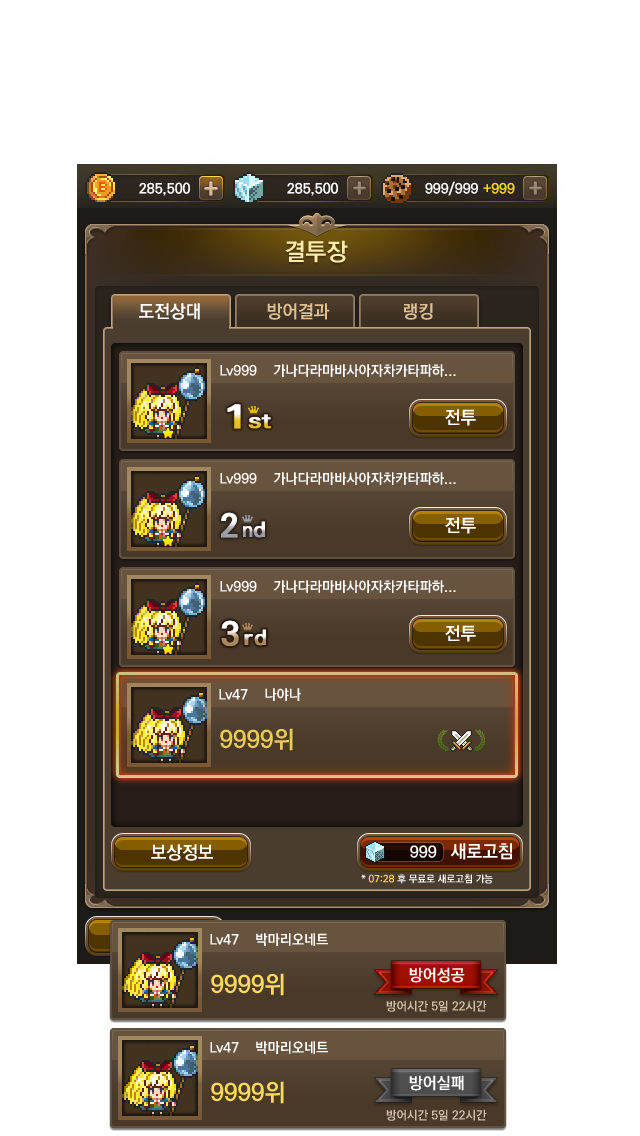 285,500 285,500 999/999 +999
결투장
도전상대 방어결과 랭킹
Lv999 가나다라마바사아자차카타파하...
1st 전투
Lv999 가나다라마바사아자차카타파하...
2nd 전투
Lv999 가나다라마바사아자차카타파하...
3rd 전투
Lv47 나야나
9999위
보상정보 999 새로고침
* 07:28 후 무료로 새로고침 가능
Lv47 박마리오네트
9999위 방어성공
방어시간 5일 22시간
Lv47 박마리오네트
9999위 방어실패
방어시간 5일 22시간